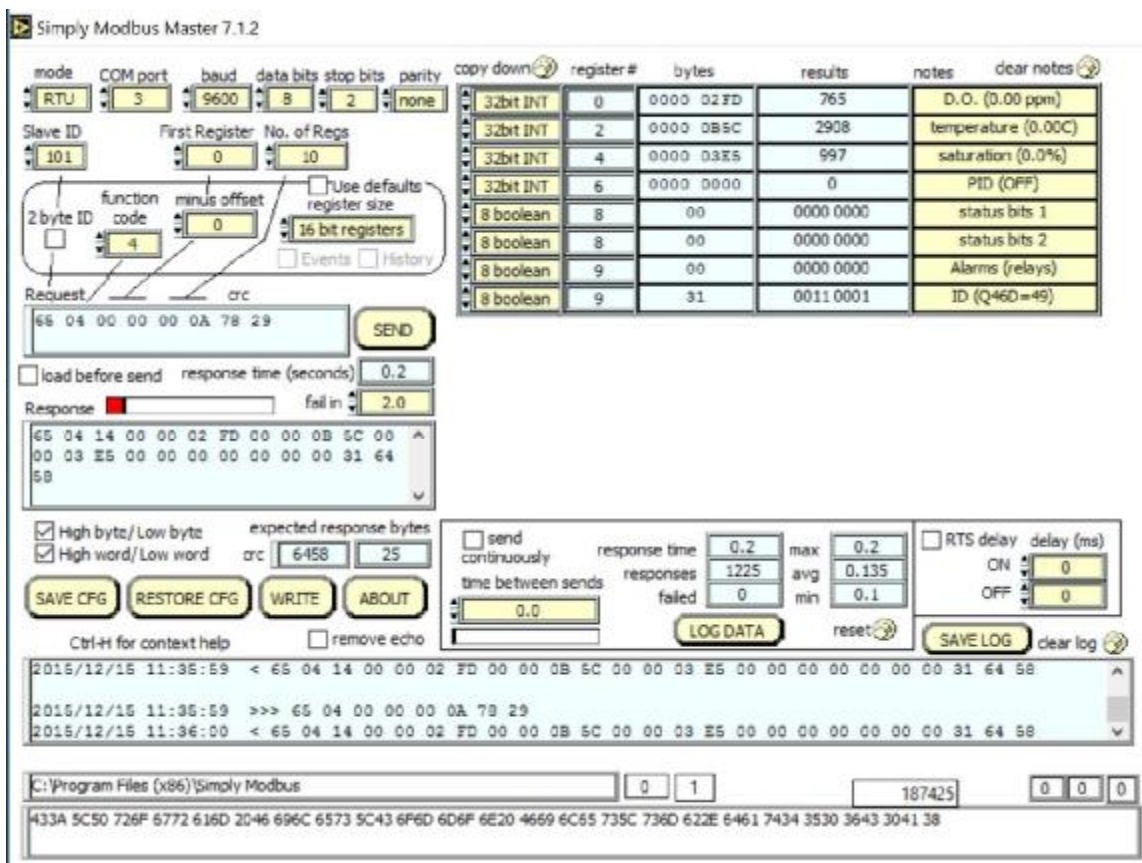 Simply Modbus Master 7.1.2
mode COM port baud data bits stop bits parity
RTU 3 9600 8 2 none
Slave ID First Register No. of Regs
101 0 10
Use defaults
2 byte ID function code minus offset register size
4 0 16 bit registers
Events History
Request crc
65 04 00 00 00 0A 78 29
SEND
load before send response time (seconds) 0.2
Response fail in 2.0
65 04 14 00 00 02 FD 00 00 0B 5C 00
00 03 E5 00 00 00 00 00 00 00 31 64
58
copy down register# bytes results notes clear notes
32bit INT 0 0000 02FD 765 D.O. (0.00 ppm)
32bit INT 2 0000 0B5C 2908 temperature (0.00C)
32bit INT 4 0000 03E5 997 saturation (0.0%)
32bit INT 6 0000 0000 0 PID (OFF)
8 boolean 8 00 0000 0000 status bits 1
8 boolean 8 00 0000 0000 status bits 2
8 boolean 9 00 0000 0000 Alarms (relays)
8 boolean 9 31 0011 0001 ID (Q46D=49)
High byte/Low byte expected response bytes
High word/Low word crc 6458 25
SAVE CFG RESTORE CFG WRITE ABOUT
Ctrl-H for context help remove echo
send continuously
time between sends
0.0
response time 0.2 max 0.2
responses 1225 avg 0.135
failed 0 min 0.1
LOG DATA reset
RTS delay delay (ms)
ON 0
OFF 0
SAVE LOG clear log
2015/12/15 11:35:59 < 65 04 14 00 00 02 FD 00 00 0B 5C 00 00 03 E5 00 00 00 00 00 00 00 31 64 58
2015/12/15 11:35:59 >>> 65 04 00 00 00 0A 78 29
2015/12/15 11:36:00 < 65 04 14 00 00 02 FD 00 00 0B 5C 00 00 03 E5 00 00 00 00 00 00 00 31 64 58
C:\Program Files (x86)\Simply Modbus 0 1 187425 0 0 0
433A 5C50 726F 6772 616D 2046 696C 6573 5C43 6F6D 6D6F 6E20 4669 6C65 735C 736D 622E 6461 7434 3530 3643 3041 38